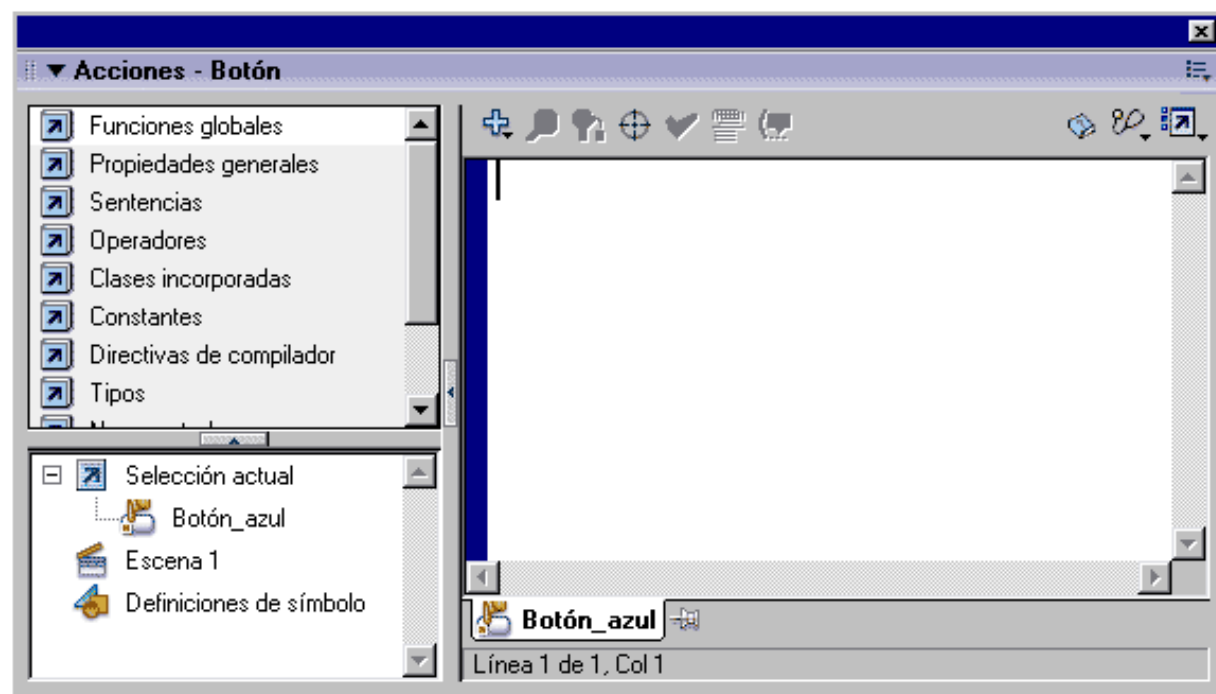 Acciones - Botón
Funciones globales
Propiedades generales
Sentencias
Operadores
Clases incorporadas
Constantes
Directivas de compilador
Tipos
Selección actual
Botón_azul
Escena 1
Definiciones de símbolo
Botón_azul
Línea 1 de 1, Col 1